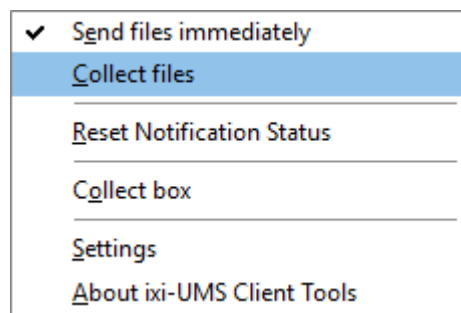 Send files immediately
Collect files
Reset Notification Status
Collect box
Settings
About ixi-UMS Client Tools